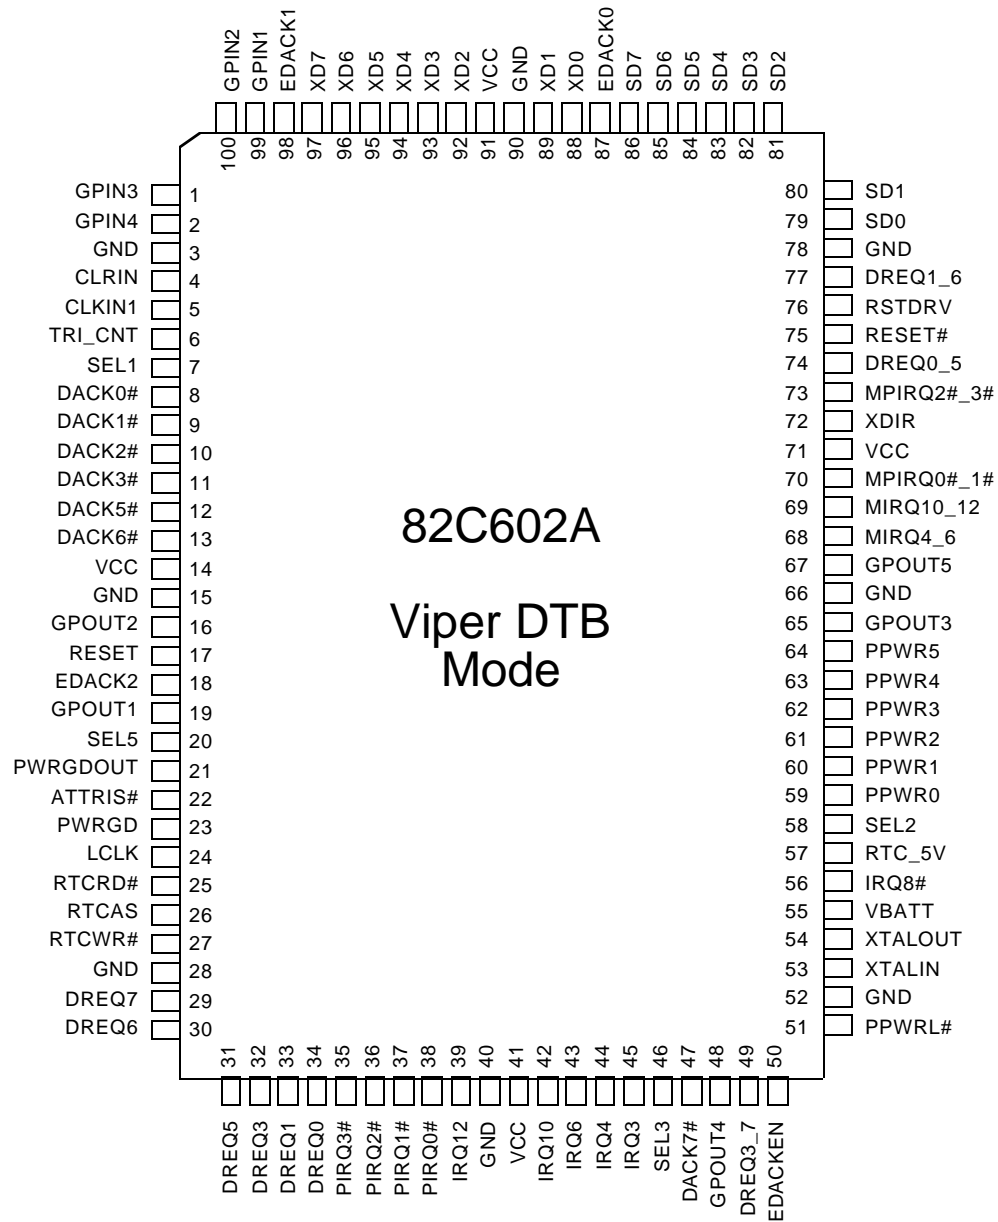 GPIN2
GPIN1
EDACK1
XD7
XD6
XD5
XD4
XD3
XD2
VCC
GND
XD1
XD0
EDACK0
SD7
SD6
SD5
SD4
SD3
SD2
100
99
98
97
96
95
94
93
92
91
90
89
88
87
86
85
84
83
82
81
GPIN3 1
GPIN4 2
GND 3
CLRIN 4
CLKIN1 5
TRI_CNT 6
SEL1 7
DACK0# 8
DACK1# 9
DACK2# 10
DACK3# 11
DACK5# 12
DACK6# 13
VCC 14
GND 15
GPOUT2 16
RESET 17
EDACK2 18
GPOUT1 19
SEL5 20
PWRGDOUT 21
ATTRIS# 22
PWRGD 23
LCLK 24
RTCRD# 25
RTCAS 26
RTCWR# 27
GND 28
DREQ7 29
DREQ6 30
82C602A
Viper DTB
Mode
80 SD1
79 SD0
78 GND
77 DREQ1_6
76 RSTDRV
75 RESET#
74 DREQ0_5
73 MPIRQ2#_3#
72 XDIR
71 VCC
70 MPIRQ0#_1#
69 MIRQ10_12
68 MIRQ4_6
67 GPOUT5
66 GND
65 GPOUT3
64 PPWR5
63 PPWR4
62 PPWR3
61 PPWR2
60 PPWR1
59 PPWR0
58 SEL2
57 RTC_5V
56 IRQ8#
55 VBATT
54 XTALOUT
53 XTALIN
52 GND
51 PPWRL#
31
32
33
34
35
36
37
38
39
40
41
42
43
44
45
46
47
48
49
50
DREQ5
DREQ3
DREQ1
DREQ0
PIRQ3#
PIRQ2#
PIRQ1#
PIRQ0#
IRQ12
GND
VCC
IRQ10
IRQ6
IRQ4
IRQ3
SEL3
DACK7#
GPOUT4
DREQ3_7
EDACKEN